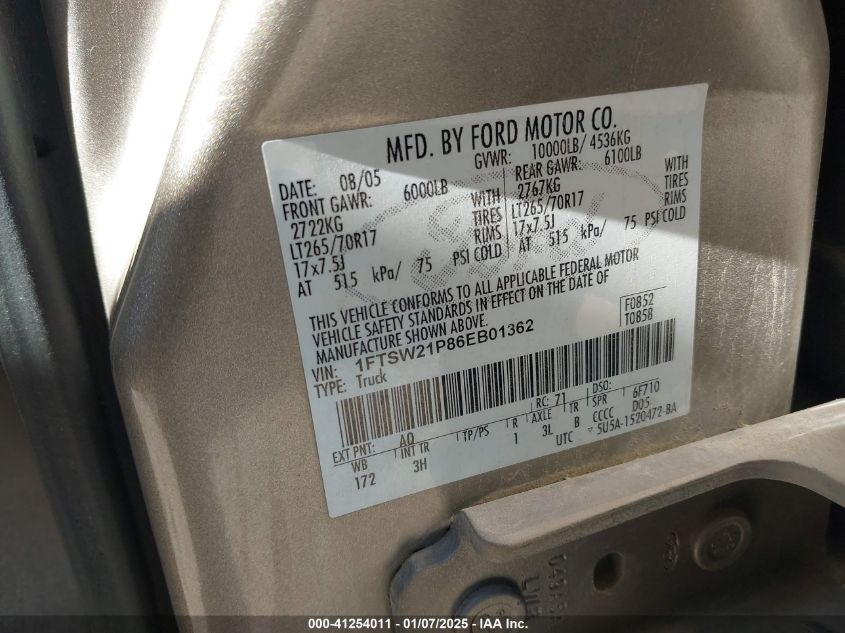 MFD. BY FORD MOTOR CO.
DATE: 08/05 GVWR: 10000LB/ 4536KG
FRONT GAWR: 6000LB REAR GAWR: 6100LB
2722KG WITH 2767KG WITH
LT265/70R17 TIRES LT265/70R17 TIRES
17x7.5J RIMS 17x7.5J RIMS
AT 515 kPa/ 75 PSI COLD AT 515 kPa/ 75 PSI COLD
THIS VEHICLE CONFORMS TO ALL APPLICABLE FEDERAL MOTOR
VEHICLE SAFETY STANDARDS IN EFFECT ON THE DATE OF
MANUFACTURE SHOWN ABOVE.
F0852
VIN: 1FTSW21P86EB01362 T0858
TYPE: Truck
RC: 71 DSO: 6F710
EXT PNT: AQ TP/PS R AXLE TR SPR D05
WB INT TR 1 3L B CCCC
172 3H UTC 5U5A-1520472-BA
000-41254011 - 01/07/2025 - IAA Inc.